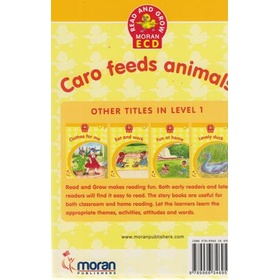 READ AND GROW
MORAN
ECD
Caro feeds animals
OTHER TITLES IN LEVEL 1
Clothes for me
Eat and work
Fun at home
Lovely duck
Read and Grow makes reading fun. Both early readers and late
readers will find it easy to read. The story books are useful for
both classroom and home reading. Let the learners learn the
appropriate themes, activities, attitudes and words.
www.moranpublishers.com
moran
PUBLISHERS